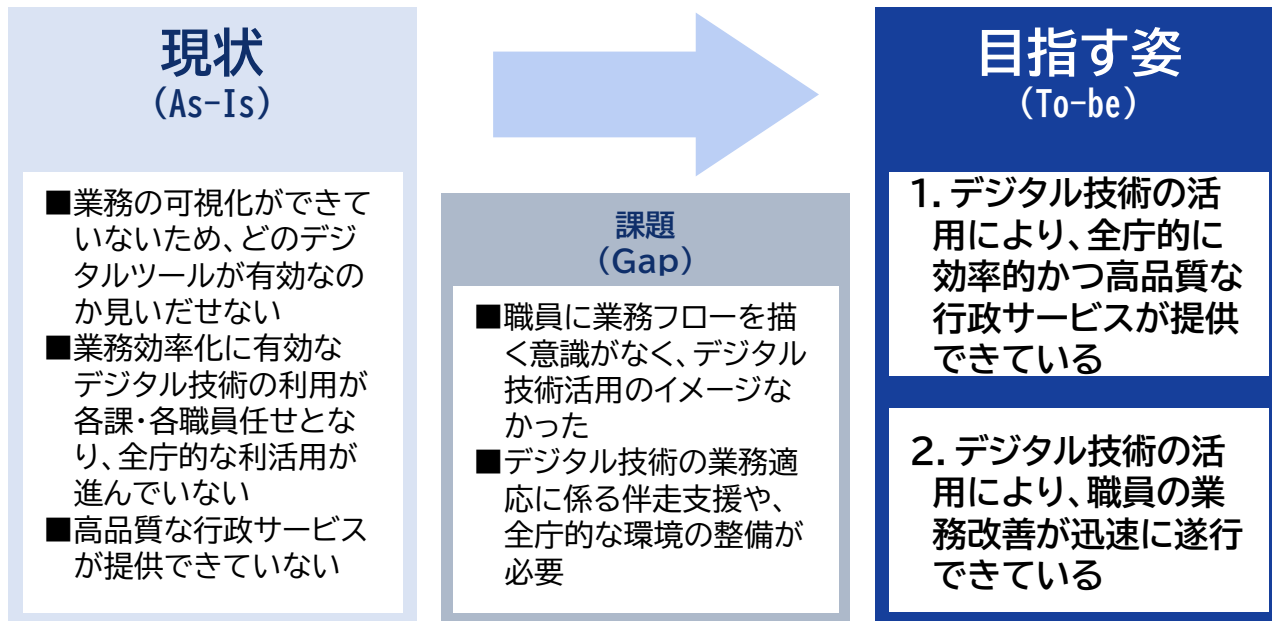 現状
(As-Is)
■業務の可視化ができて
いないため、どのデジ
タルツールが有効なの
か見いだせない
■業務効率化に有効な
デジタル技術の利用が
各課・各職員任せとな
り、全庁的な利活用が
進んでいない
■高品質な行政サービス
が提供できていない
課題
(Gap)
■職員に業務フローを描
く意識がなく、デジタル
技術活用のイメージな
かった
■デジタル技術の業務適
応に係る伴走支援や、
全庁的な環境の整備が
必要
目指す姿
(To-be)
1. デジタル技術の活
用により、全庁的に
効率的かつ高品質な
行政サービスが提供
できている
2. デジタル技術の活
用により、職員の業
務改善が迅速に遂行
できている